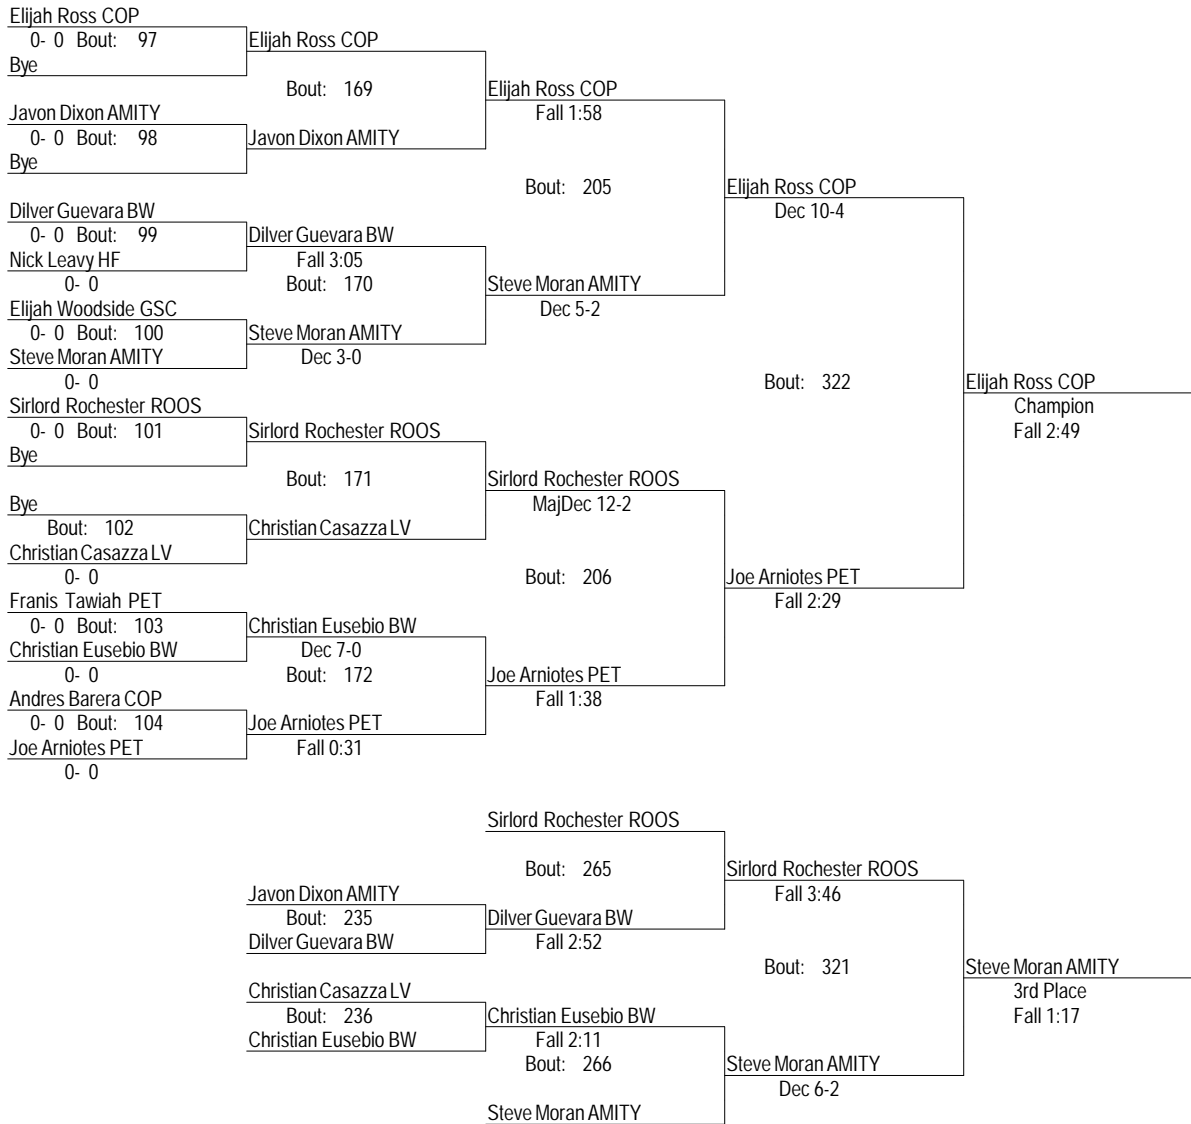 Elijah Ross COP
0- 0 Bout: 97
Elijah Ross COP
Bye
Bout: 169
Elijah Ross COP
Javon Dixon AMITY
Fall 1:58
0- 0 Bout: 98
Javon Dixon AMITY
Bye
Bout: 205
Elijah Ross COP
Dilver Guevara BW
Dec 10-4
0- 0 Bout: 99
Dilver Guevara BW
Nick Leavy HF
Fall 3:05
0- 0
Bout: 170
Steve Moran AMITY
Elijah Woodside GSC
Dec 5-2
0- 0 Bout: 100
Steve Moran AMITY
Steve Moran AMITY
Dec 3-0
0- 0
Bout: 322
Elijah Ross COP
Sirlord Rochester ROOS
Champion
0- 0 Bout: 101
Sirlord Rochester ROOS
Fall 2:49
Bye
Bout: 171
Sirlord Rochester ROOS
Bye
MajDec 12-2
Bout: 102
Christian Casazza LV
Christian Casazza LV
0- 0
Bout: 206
Joe Arniotes PET
Franis Tawiah PET
Fall 2:29
0- 0 Bout: 103
Christian Eusebio BW
Christian Eusebio BW
Dec 7-0
0- 0
Bout: 172
Joe Arniotes PET
Andres Barera COP
Fall 1:38
0- 0 Bout: 104
Joe Arniotes PET
Joe Arniotes PET
Fall 0:31
0- 0
Sirlord Rochester ROOS
Bout: 265
Sirlord Rochester ROOS
Javon Dixon AMITY
Fall 3:46
Bout: 235
Dilver Guevara BW
Dilver Guevara BW
Fall 2:52
Bout: 321
Steve Moran AMITY
Christian Casazza LV
3rd Place
Bout: 236
Christian Eusebio BW
Fall 1:17
Christian Eusebio BW
Fall 2:11
Bout: 266
Steve Moran AMITY
Dec 6-2
Steve Moran AMITY